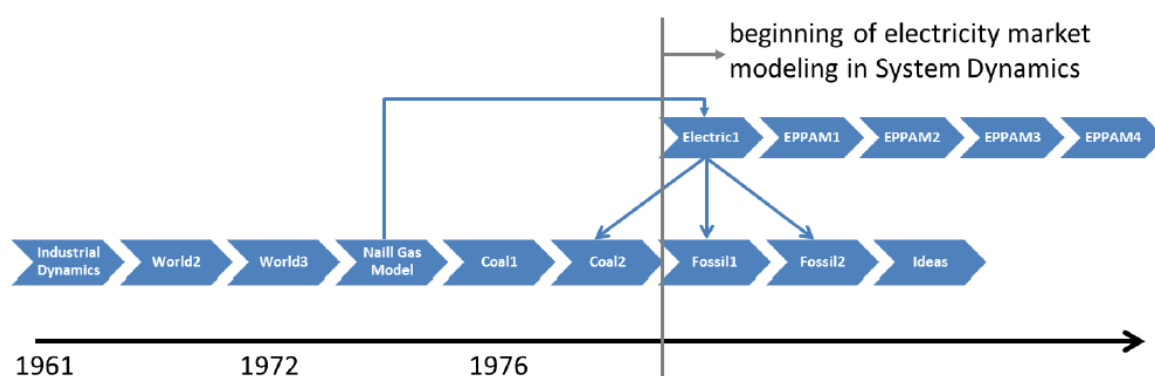 beginning of electricity market
modeling in System Dynamics
Electric1
EPPAM1
EPPAM2
EPPAM3
EPPAM4
Industrial
Dynamics
World2
World3
Naill Gas
Model
Coal1
Coal2
Fossil1
Fossil2
Ideas
1961
1972
1976